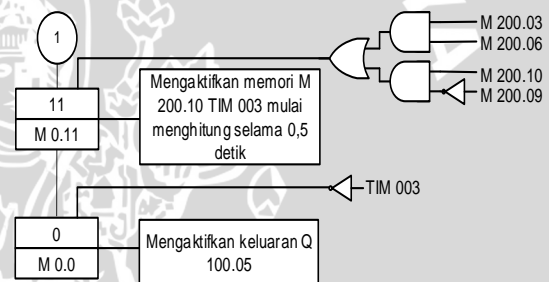 1
M 200.03
M 200.06
M 200.10
M 200.09
11
M 0.11
Mengaktifkan memori M
200.10 TIM 003 mulai
menghitung selama 0,5
detik
TIM 003
0
M 0.0
Mengaktifkan keluaran Q
100.05